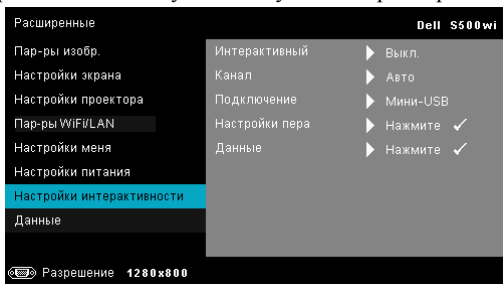 Расширенные Dell S500wi
Пар-ры изобр. Интерактивный Выкл.
Настройки экрана Канал Авто
Настройки проектора Подключение Мини-USB
Пар-ры WiFi/LAN Настройки пера Нажмите ✓
Настройки меня Данные Нажмите ✓
Настройки питания
Настройки интерактивности
Данные
Разрешение 1280x800